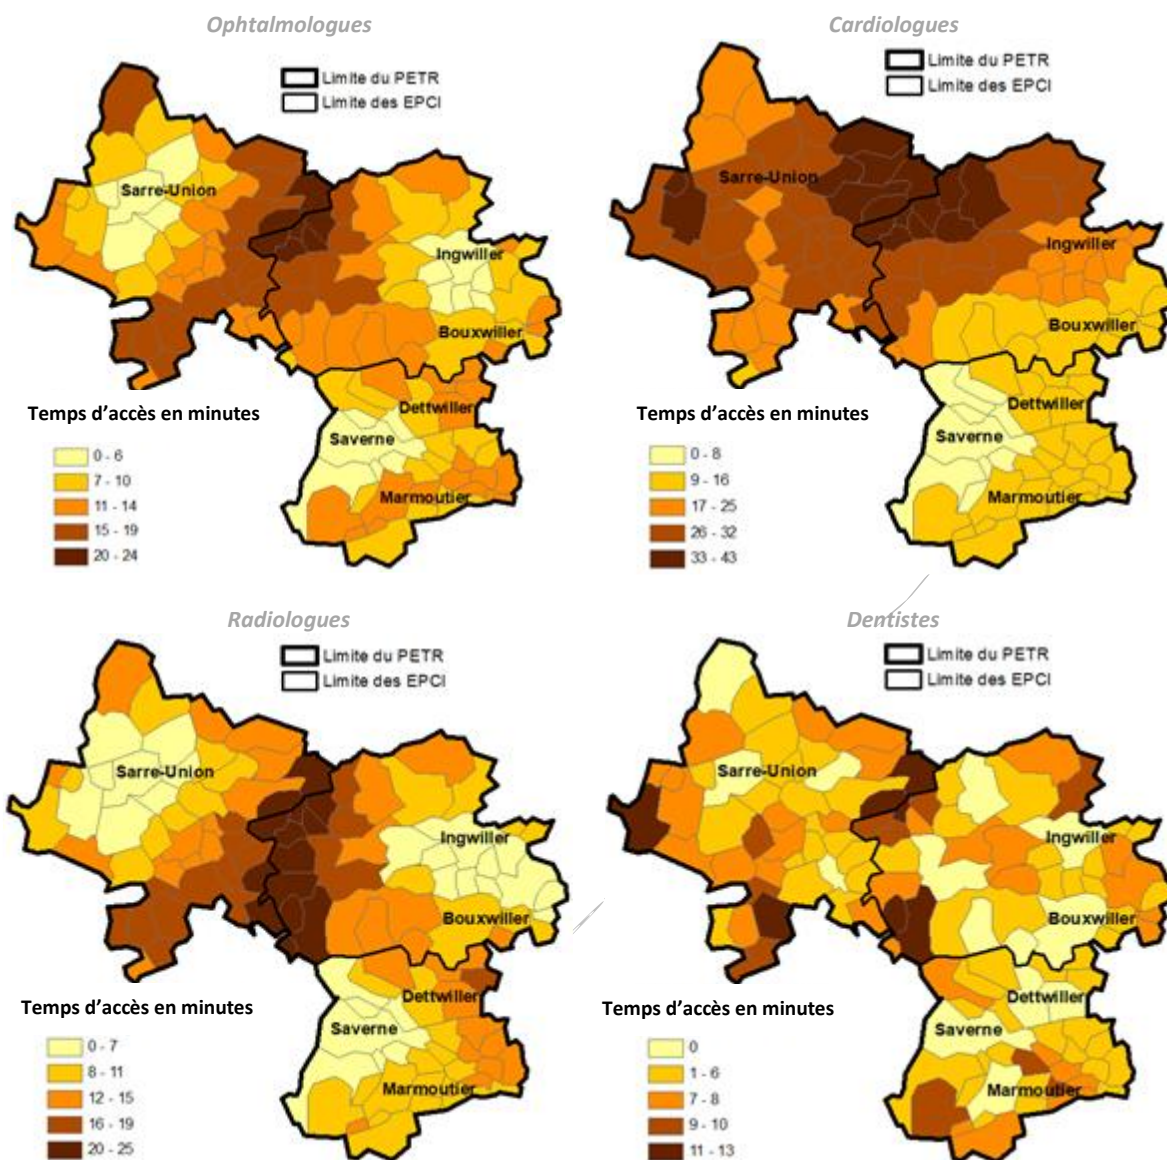 Ophtalmologues
Limite du PETR
Limite des EPCI
Sarre-Union
Ingwiller
Bouxwiller
Dettwiller
Saverne
Marmoutier
Temps d’accès en minutes
0 - 6
7 - 10
11 - 14
15 - 19
20 - 24
Cardiologues
Limite du PETR
Limite des EPCI
Sarre-Union
Ingwiller
Bouxwiller
Dettwiller
Saverne
Marmoutier
Temps d’accès en minutes
0 - 8
9 - 16
17 - 25
26 - 32
33 - 43
Radiologues
Limite du PETR
Limite des EPCI
Sarre-Union
Ingwiller
Bouxwiller
Dettwiller
Saverne
Marmoutier
Temps d’accès en minutes
0 - 7
8 - 11
12 - 15
16 - 19
20 - 25
Dentistes
Limite du PETR
Limite des EPCI
Sarre-Union
Ingwiller
Bouxwiller
Dettwiller
Saverne
Marmoutier
Temps d’accès en minutes
0
1 - 6
7 - 8
9 - 10
11 - 13